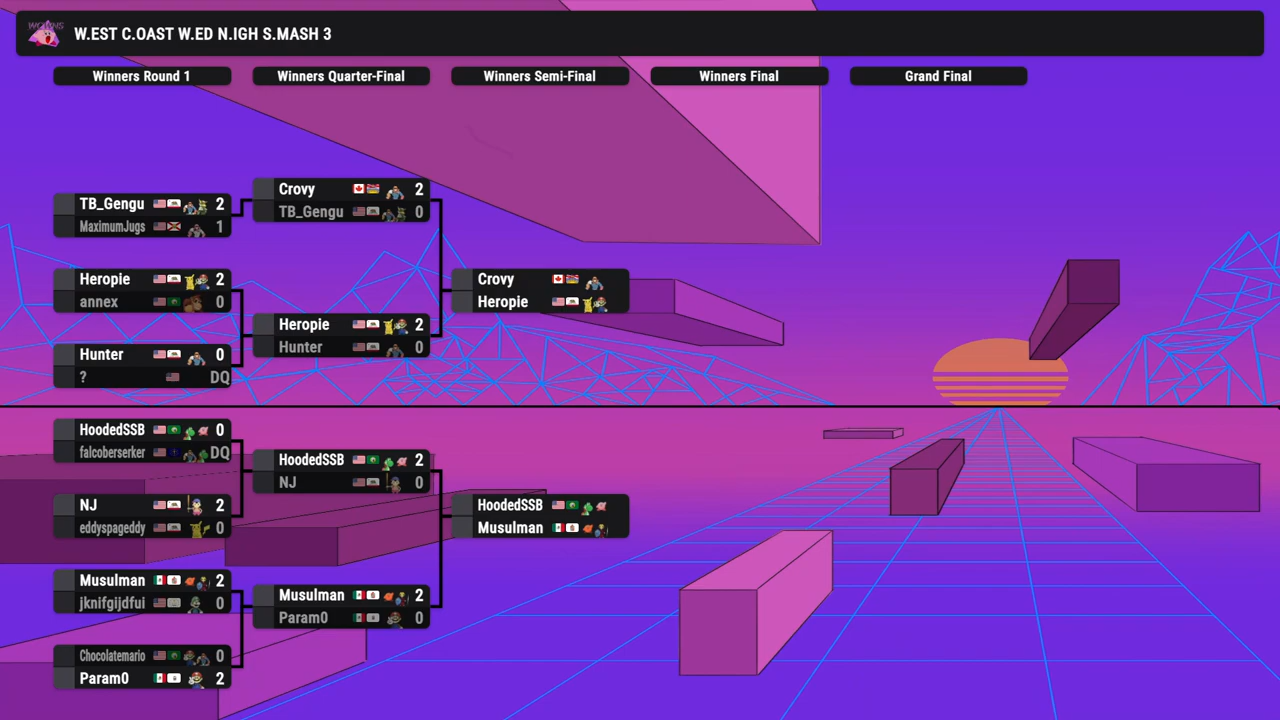 W.EST C.OAST W.ED N.IGH S.MASH 3
Winners Round 1
Winners Quarter-Final
Winners Semi-Final
Winners Final
Grand Final
TB_Gengu 2
MaximumJugs 1
Heropie 2
annex 0
Hunter 0
? DQ
HoodedSSB 0
falcoberserker DQ
NJ 2
eddyspageddy 0
Musulman 2
jknifgijdfui 0
Chocolatemario 0
Param0 2
Crovy 2
TB_Gengu 0
Heropie 2
Hunter 0
HoodedSSB 2
NJ 0
Musulman 2
Param0 0
Crovy
Heropie
HoodedSSB
Musulman